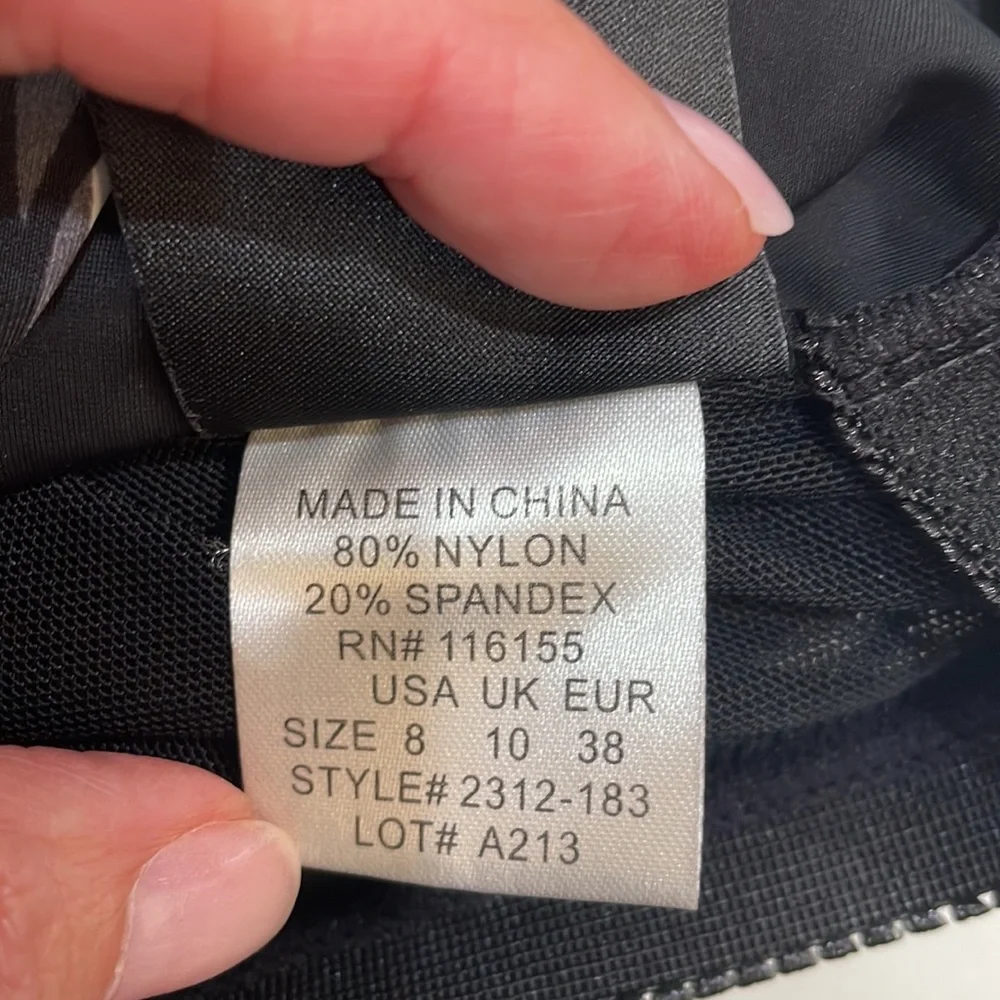 MADE IN CHINA
80% NYLON
20% SPANDEX
RN# 116155
USA UK EUR
SIZE 8 10 38
STYLE# 2312-183
LOT# A213